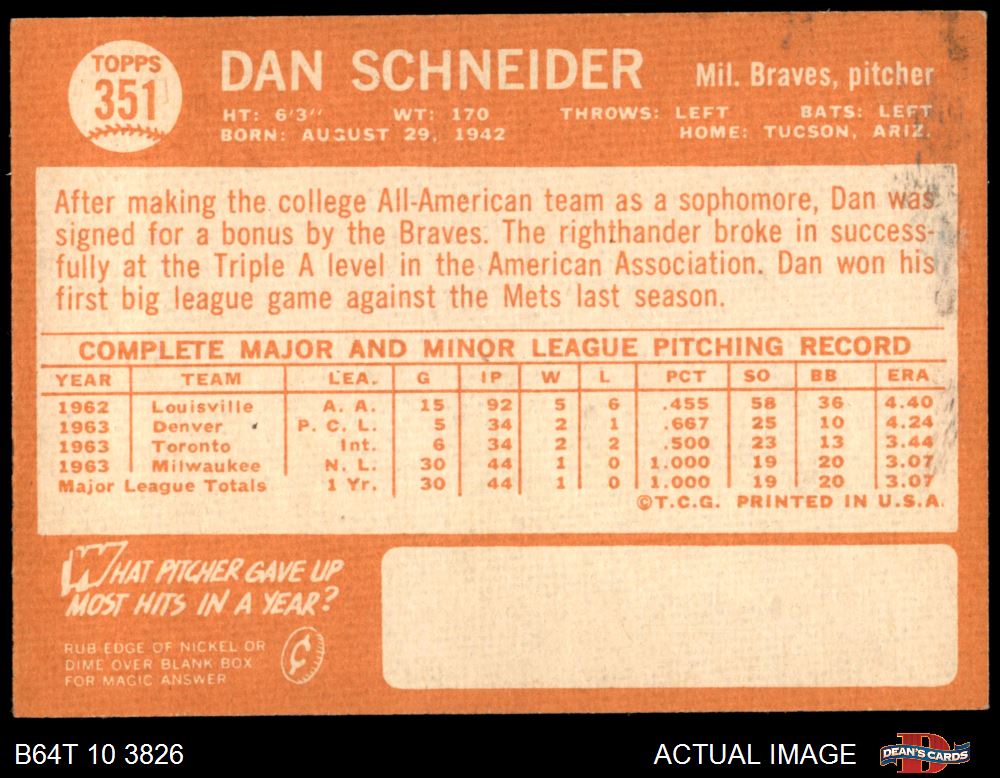 TOPPS
351
DAN SCHNEIDER
Mil. Braves, pitcher
HT: 6'3" WT: 170 THROWS: LEFT BATS: LEFT
BORN: AUGUST 29, 1942 HOME: TUCSON, ARIZ.
After making the college All-American team as a sophomore, Dan was
signed for a bonus by the Braves. The righthander broke in success-
fully at the Triple A level in the American Association. Dan won his
first big league game against the Mets last season.
COMPLETE MAJOR AND MINOR LEAGUE PITCHING RECORD
YEAR TEAM LEA. G IP W L PCT SO BB ERA
1962 Louisville A. A. 15 92 5 6 .455 58 36 4.40
1963 Denver P. C. L. 5 34 2 1 .667 25 10 4.24
1963 Toronto Int. 6 34 2 2 .500 23 13 3.44
1963 Milwaukee N. L. 30 44 1 0 1.000 19 20 3.07
Major League Totals 1 Yr. 30 44 1 0 1.000 19 20 3.07
©T.C.G. PRINTED IN U.S.A.
WHAT PITCHER GAVE UP
MOST HITS IN A YEAR?
RUB EDGE OF NICKEL OR
DIME OVER BLANK BOX
FOR MAGIC ANSWER
¢
B64T 10 3826
ACTUAL IMAGE
D
DEAN'S CARDS